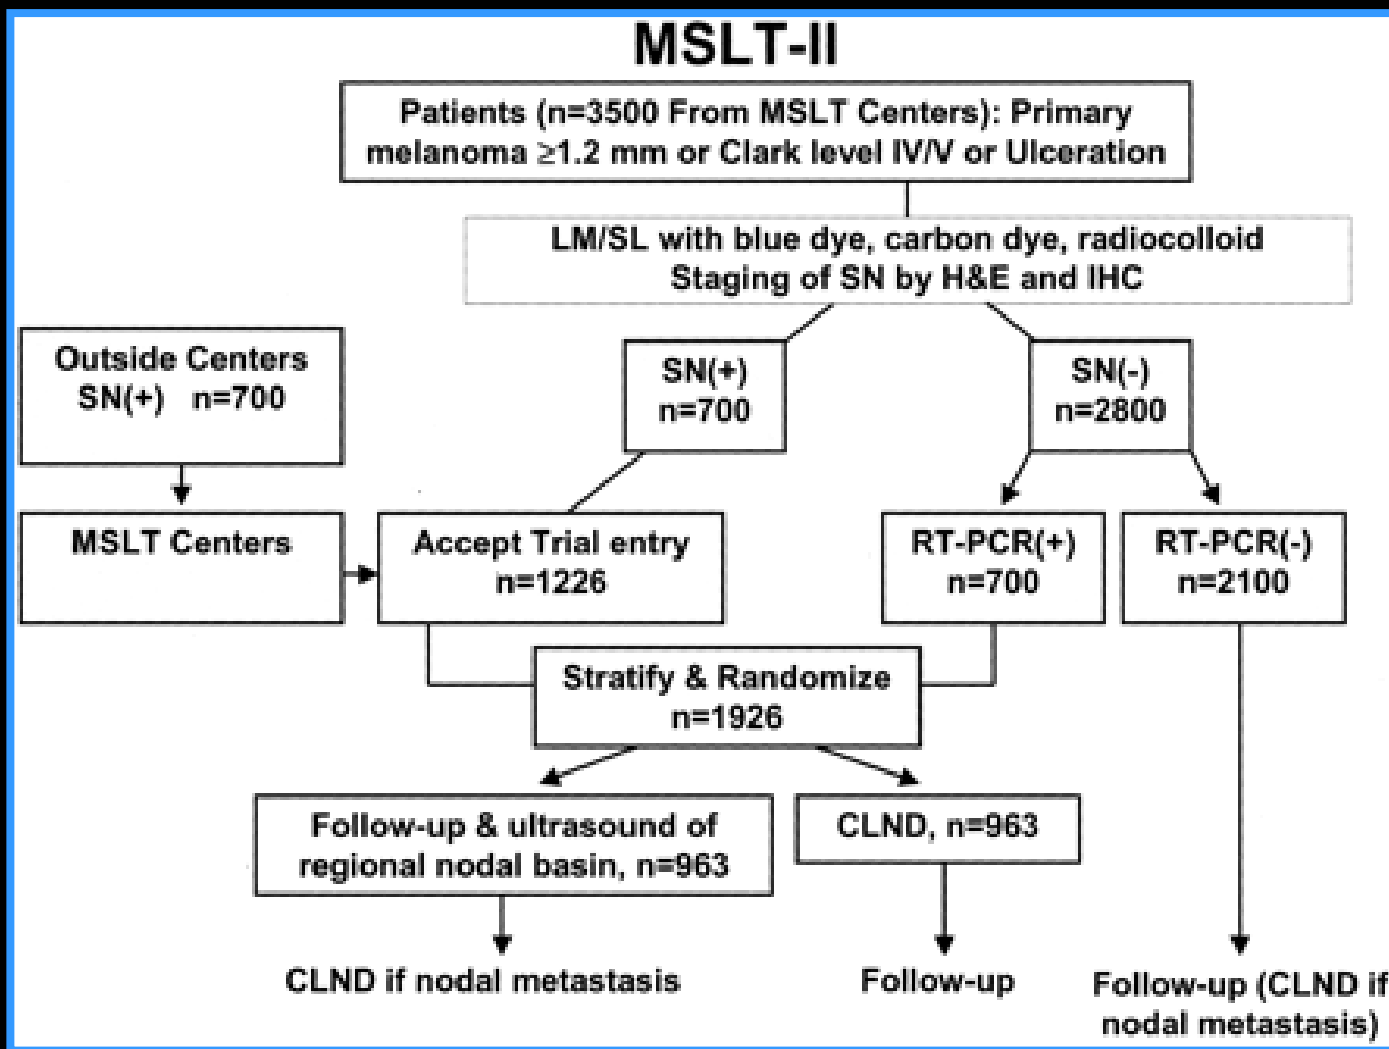 MSLT-II
Patients (n=3500 From MSLT Centers): Primary
melanoma ≥1.2 mm or Clark level IV/V or Ulceration
LM/SL with blue dye, carbon dye, radiocolloid
Staging of SN by H&E and IHC
Outside Centers
SN(+) n=700
SN(+)
n=700
SN(-)
n=2800
MSLT Centers
Accept Trial entry
n=1226
RT-PCR(+)
n=700
RT-PCR(-)
n=2100
Stratify & Randomize
n=1926
Follow-up & ultrasound of
regional nodal basin, n=963
CLND, n=963
CLND if nodal metastasis
Follow-up
Follow-up (CLND if
nodal metastasis)